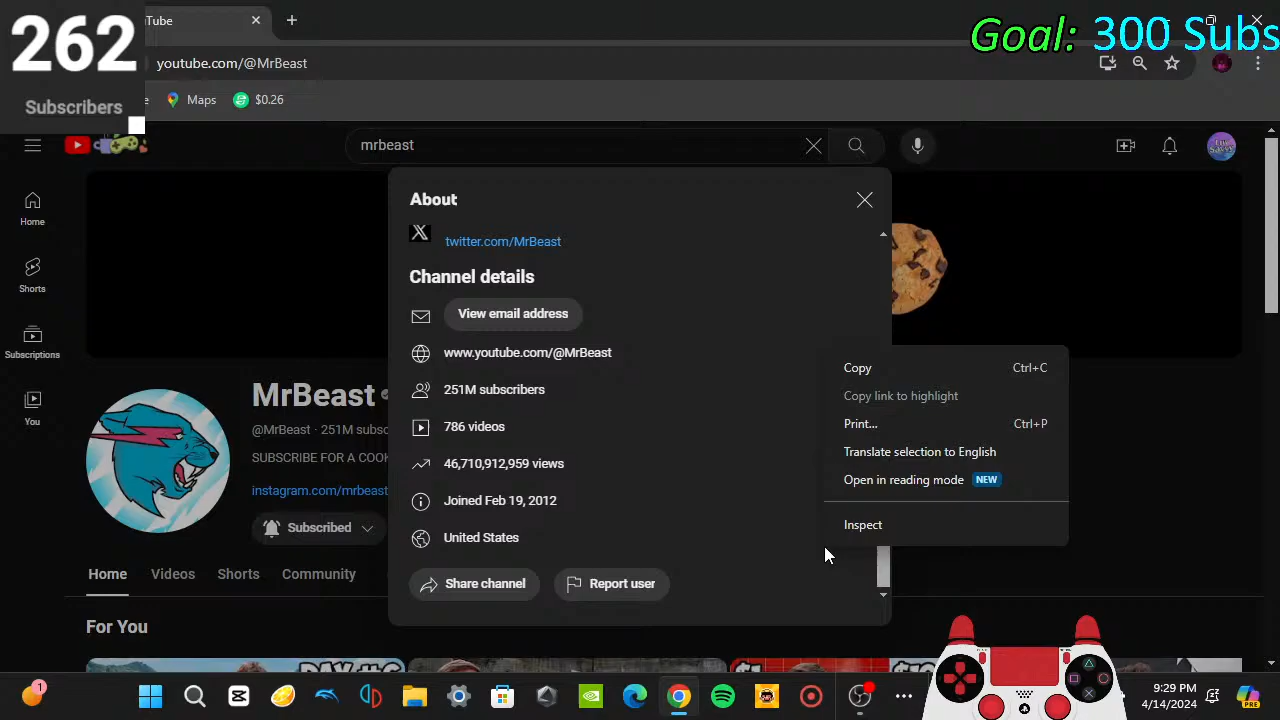 262
Subscribers
Goal: 300 Subs
Tube
youtube.com/@MrBeast
Maps
$0.26
mrbeast
Home
Shorts
Subscriptions
You
About
twitter.com/MrBeast
Channel details
View email address
www.youtube.com/@MrBeast
251M subscribers
786 videos
46,710,912,959 views
Joined Feb 19, 2012
United States
Share channel
Report user
Copy Ctrl+C
Copy link to highlight
Print... Ctrl+P
Translate selection to English
Open in reading mode NEW
Inspect
MrBeast
@MrBeast · 251M subsc
SUBSCRIBE FOR A COO
instagram.com/mrbeast
Subscribed
Home Videos Shorts Community
For You
1
9:29 PM
4/14/2024
PRE